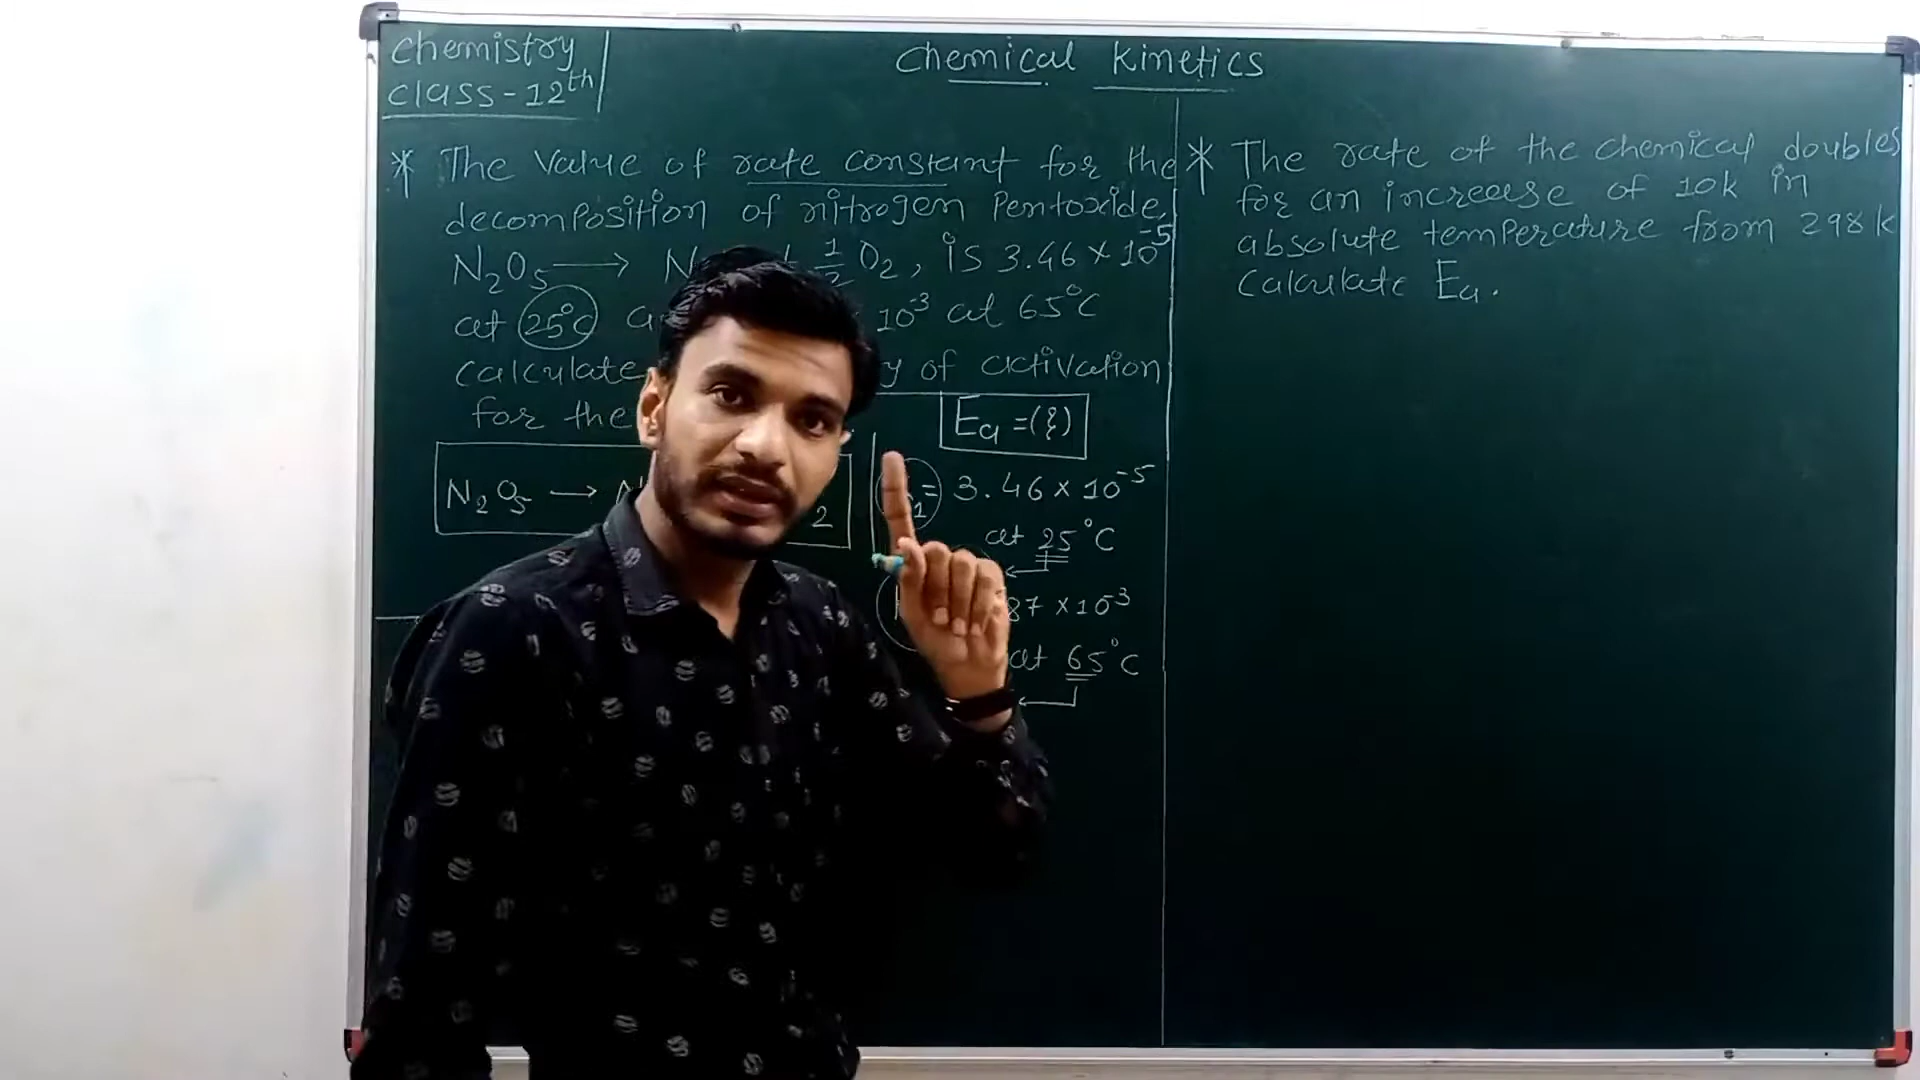 Chemistry
Class-12th
Chemical Kinetics
* The Value of rate constant for the
decomposition of nitrogen Pentoxide,
N₂O₅ → N + 1/2 O₂, is 3.46 × 10⁻⁵
at 25°C 10⁻³ at 65°C
Calculate y of activation
for the
Ea = ({})
N₂O₅ → 2
1 = 3.46 × 10⁻⁵
at 25°C
87 × 10⁻³
at 65°C
* The rate of the chemical doubles
for an increase of 10k in
absolute temperature from 298k
Calculate Ea.